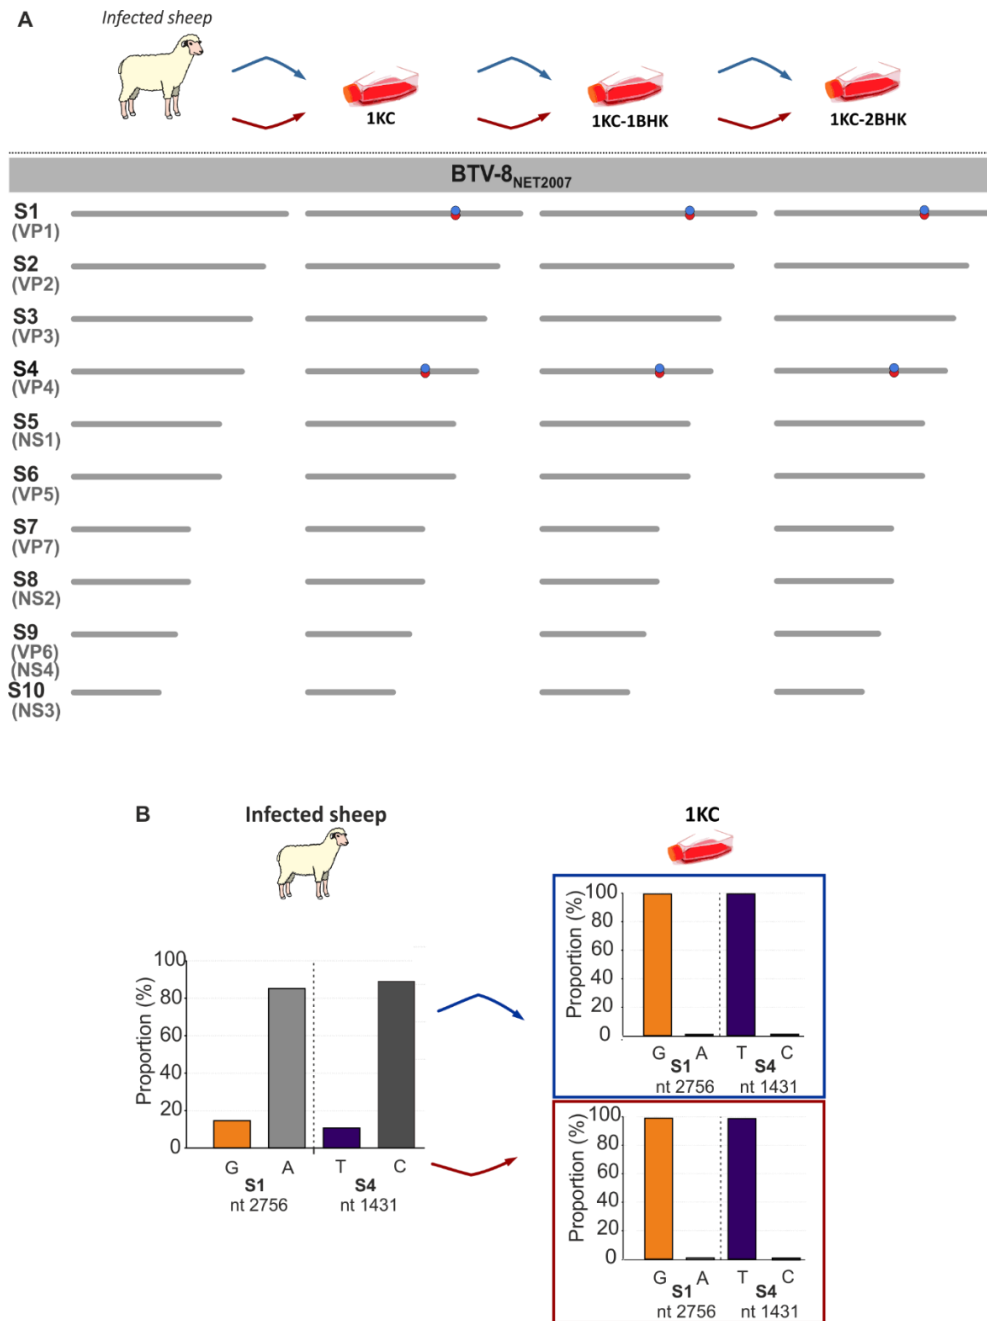 A
Infected sheep
1KC
1KC-1BHK
1KC-2BHK
BTV-8NET2007
S1
(VP1)
S2
(VP2)
S3
(VP3)
S4
(VP4)
S5
(NS1)
S6
(VP5)
S7
(VP7)
S8
(NS2)
S9
(VP6)
(NS4)
S10
(NS3)
B
Infected sheep
1KC
Proportion (%)
100
80
60
40
20
0
G A T C
S1 S4
nt 2756 nt 1431
Proportion (%)
100
80
60
40
20
0
G A T C
S1 S4
nt 2756 nt 1431
Proportion (%)
100
80
60
40
20
0
G A T C
S1 S4
nt 2756 nt 1431